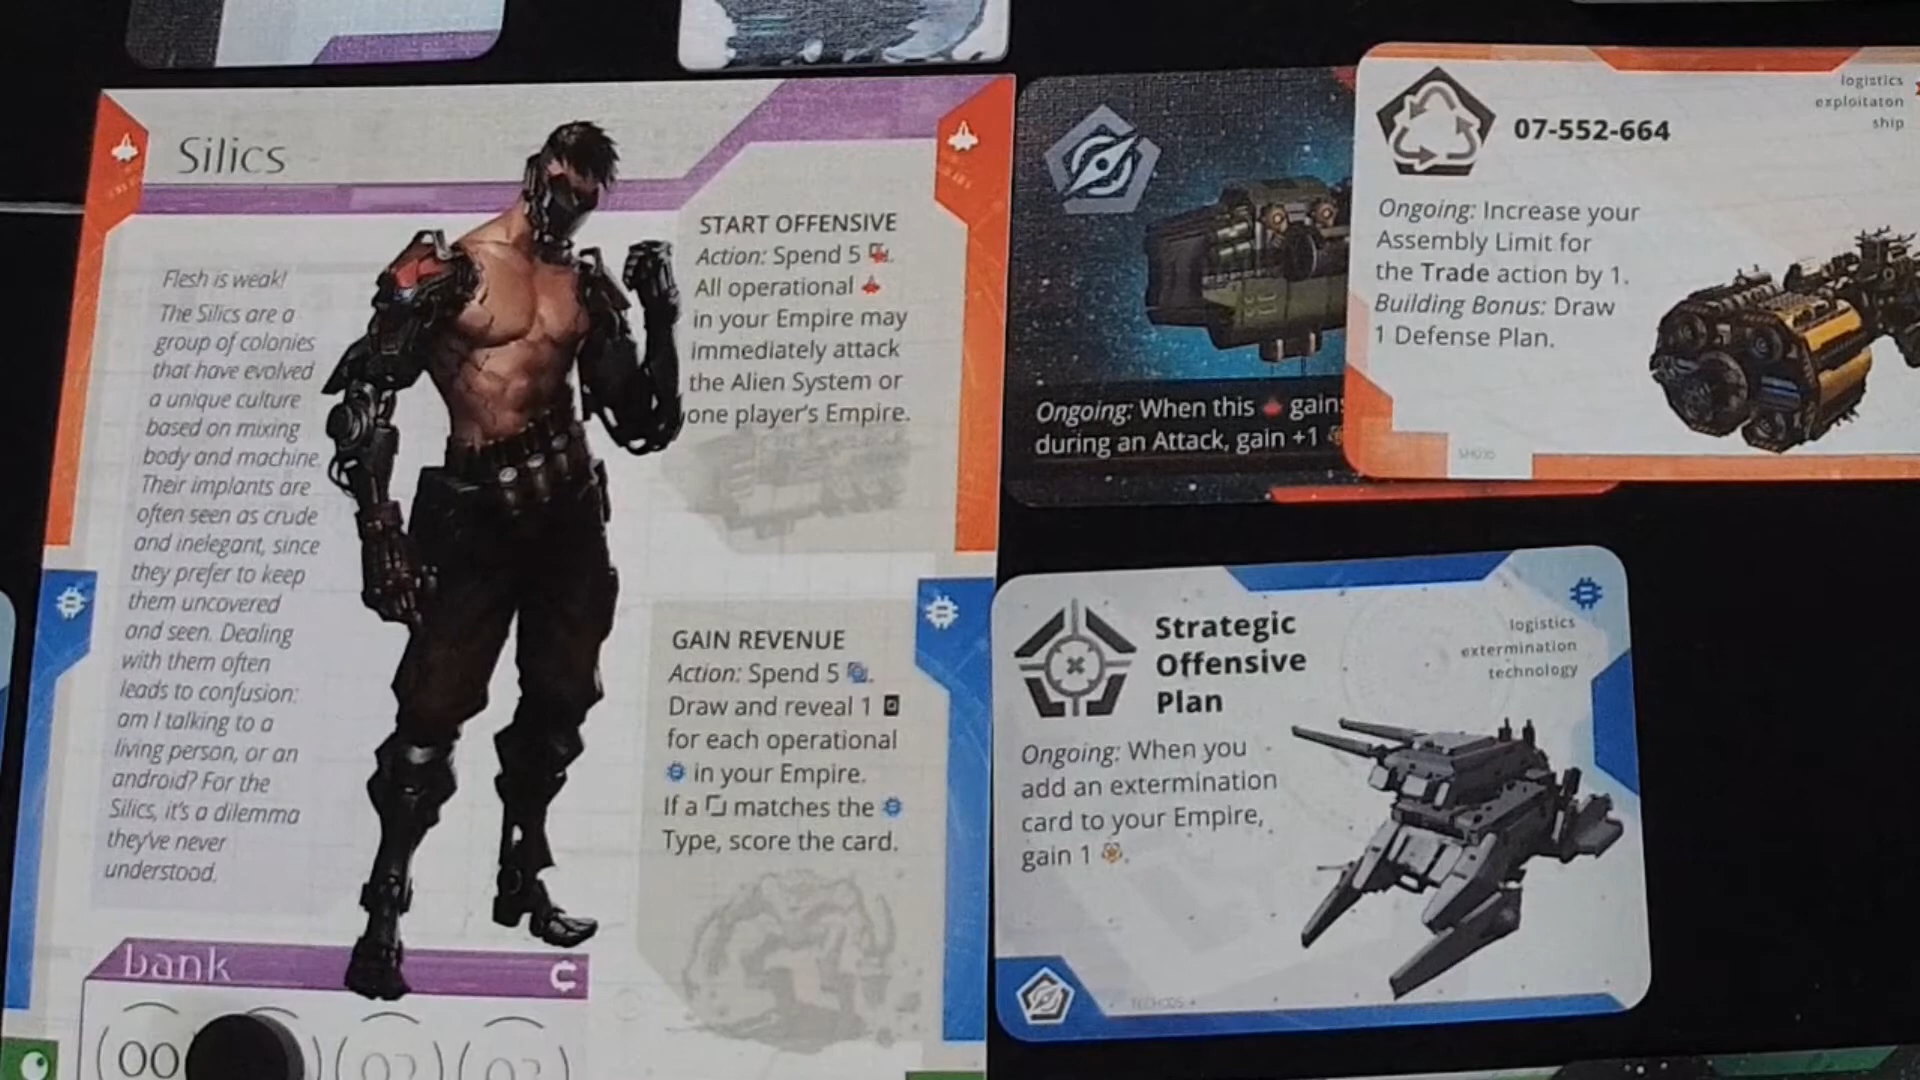 Silics
Flesh is weak!
The Silics are a
group of colonies
that have evolved
a unique culture
based on mixing
body and machine.
Their implants are
often seen as crude
and inelegant, since
they prefer to keep
them uncovered
and seen. Dealing
with them often
leads to confusion:
am I talking to a
living person, or an
android? For the
Silics, it's a dilemma
they've never
understood.
START OFFENSIVE
Action: Spend 5
All operational
in your Empire may
immediately attack
the Alien System or
one player's Empire.
GAIN REVENUE
Action: Spend 5
Draw and reveal 1
for each operational
in your Empire.
If a matches the
Type, score the card.
bank
00
02
03
Ongoing: When this gain
during an Attack, gain +1
07-552-664
logistics
exploitaton
ship
Ongoing: Increase your
Assembly Limit for
the Trade action by 1.
Building Bonus: Draw
1 Defense Plan.
Strategic
Offensive
Plan
logistics
extermination
technology
Ongoing: When you
add an extermination
card to your Empire,
gain 1